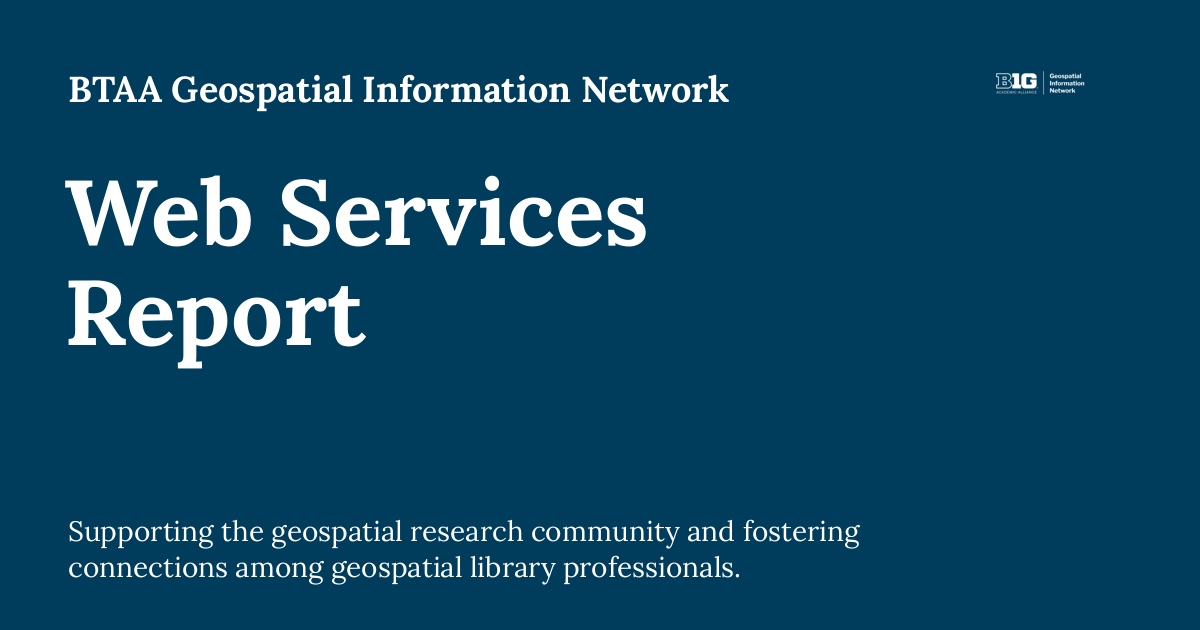 BTAA Geospatial Information Network
B1G
ACADEMIC ALLIANCE
Geospatial
Information
Network
Web Services
Report
Supporting the geospatial research community and fostering
connections among geospatial library professionals.